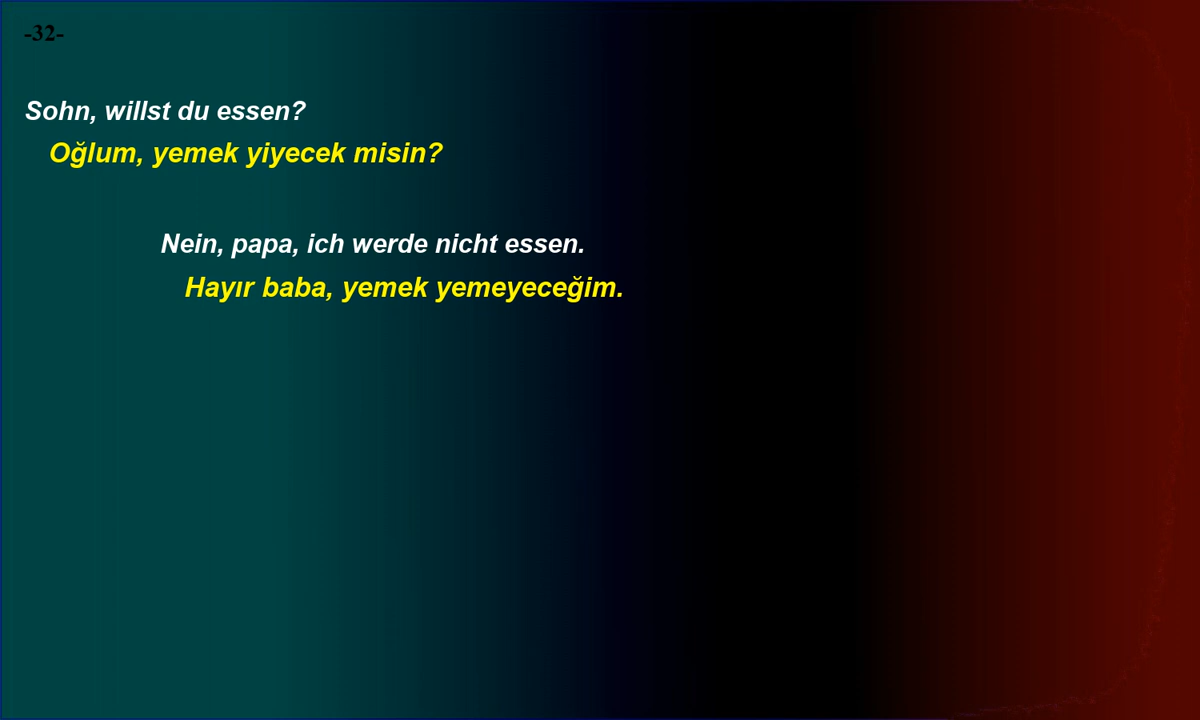 -32-
Sohn, willst du essen?
Oğlum, yemek yiyecek misin?
Nein, papa, ich werde nicht essen.
Hayır baba, yemek yemeyeceğim.